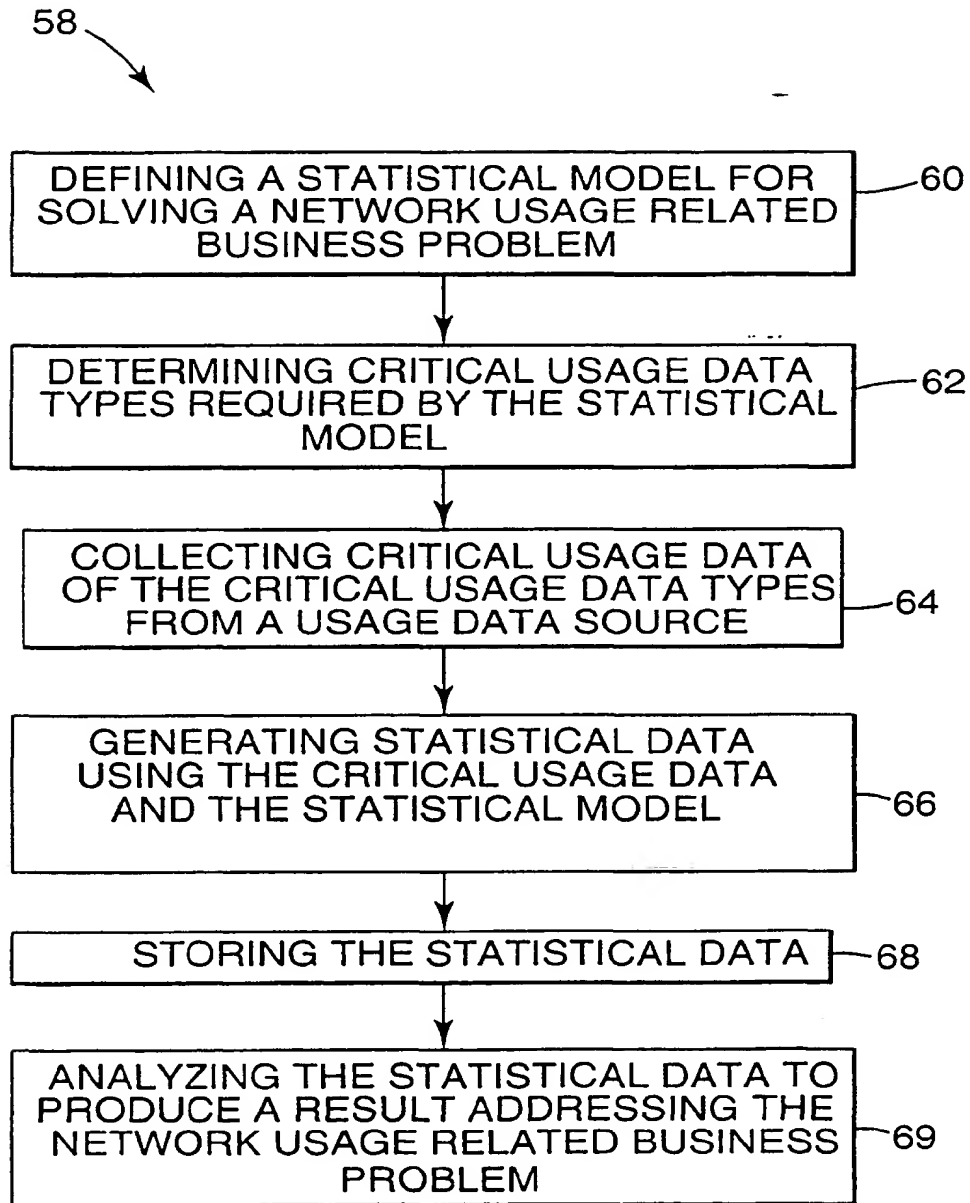 58
DEFINING A STATISTICAL MODEL FOR
SOLVING A NETWORK USAGE RELATED
BUSINESS PROBLEM
60
DETERMINING CRITICAL USAGE DATA
TYPES REQUIRED BY THE STATISTICAL
MODEL
62
COLLECTING CRITICAL USAGE DATA
OF THE CRITICAL USAGE DATA TYPES
FROM A USAGE DATA SOURCE
64
GENERATING STATISTICAL DATA
USING THE CRITICAL USAGE DATA
AND THE STATISTICAL MODEL
66
STORING THE STATISTICAL DATA
68
ANALYZING THE STATISTICAL DATA TO
PRODUCE A RESULT ADDRESSING THE
NETWORK USAGE RELATED BUSINESS
PROBLEM
69